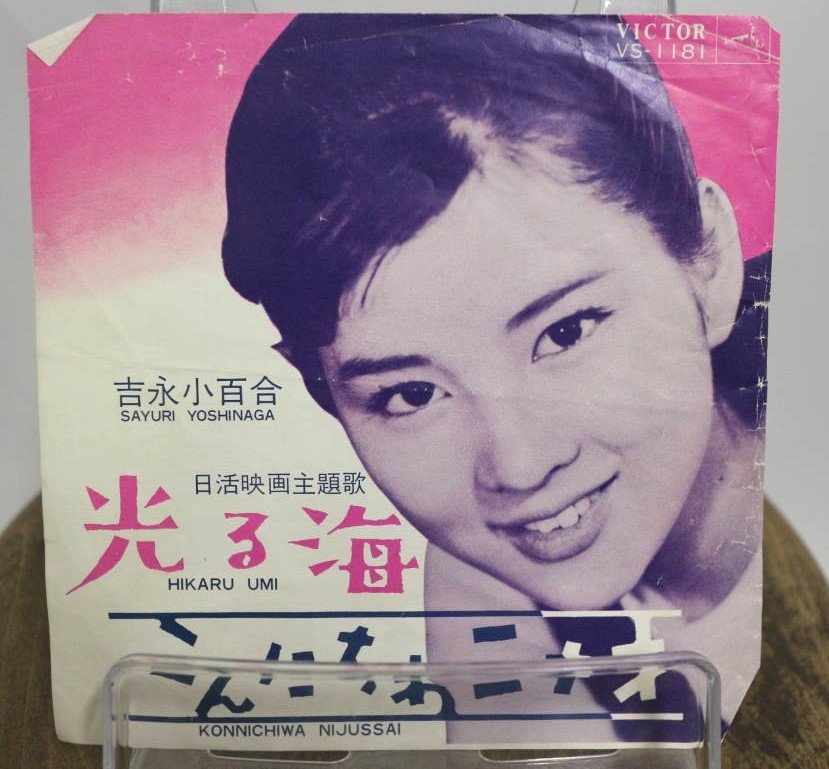 VICTOR
VS-1181
吉永小百合
SAYURI YOSHINAGA
日活映画主題歌
光る海
HIKARU UMI
こんにちわ二十才
KONNICHIWA NIJUSSAI